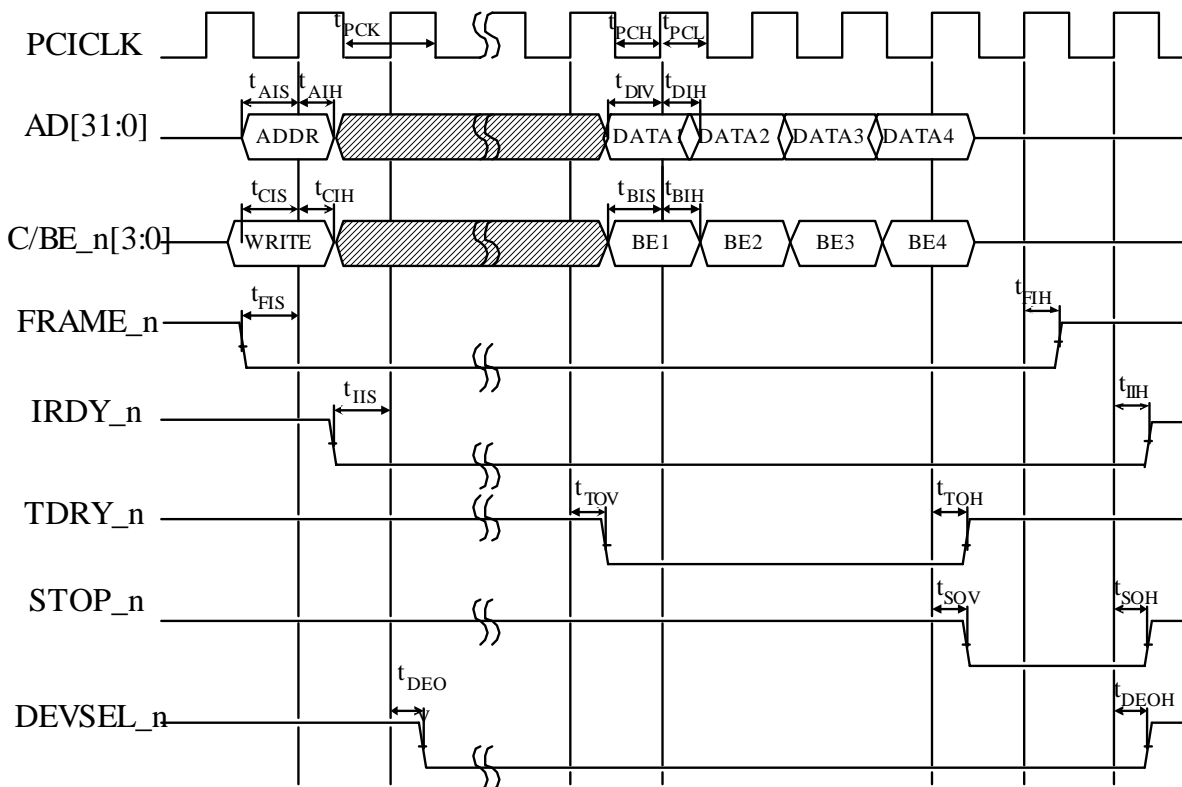 PCICLK
tPCK
tPCH
tPCL
AD[31:0]
tAIS
tAIH
tDIV
tDIH
ADDR
DATA1
DATA2
DATA3
DATA4
C/BE_n[3:0]
tCIS
tCIH
tBIS
tBIH
WRITE
BE1
BE2
BE3
BE4
FRAME_n
tFIS
tFIH
IRDY_n
tIIS
tIIH
TDRY_n
tTOV
tTOH
STOP_n
tSOV
tSOH
DEVSEL_n
tDEO
V
tDEOH